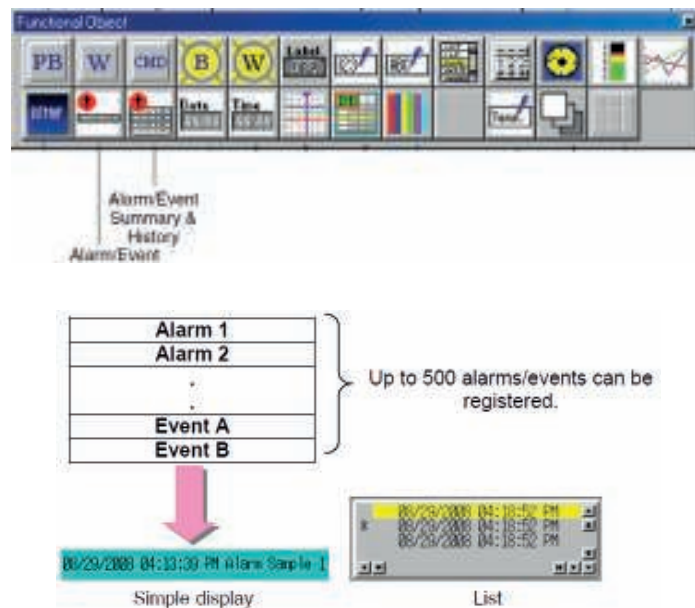 Functional Object
PB W CMD B W Label
Data Time
Alarm/Event
Summary &
History
Alarm/Event
Alarm 1
Alarm 2
.
.
Event A
Event B
Up to 500 alarms/events can be
registered.
08/29/2008 04:18:52 PM
08/29/2008 04:18:52 PM
08/29/2008 04:18:52 PM
08/29/2008 04:13:39 PM Alarm Sample 1
Simple display
List